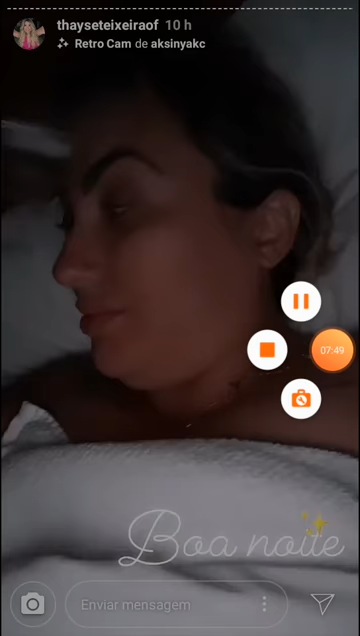 thayseteixeiraof 10 h
Retro Cam de aksinyakc
07:49
Boa noite
Enviar mensagem